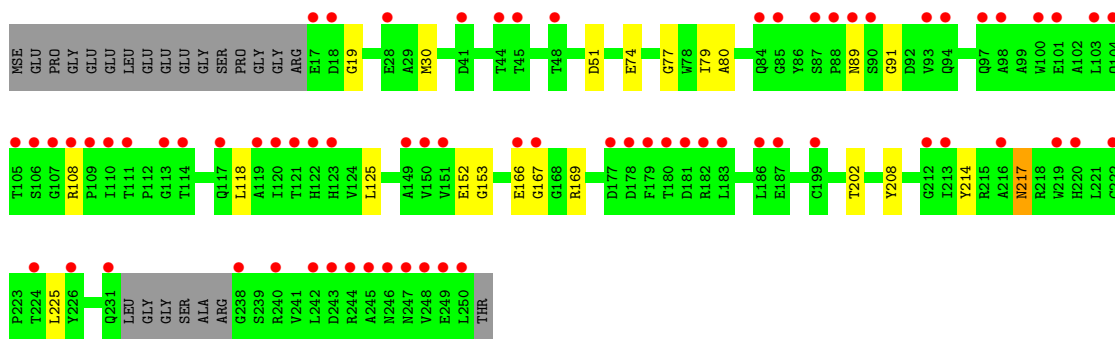 MSE GLU PRO GLY GLU GLU GLU LEU GLU GLU GLU GLY SER PRO GLY GLY ARG E17 D18 G19 E28 A29 M30 D41 T44 T45 T48 D51 E74 G77 W78 I79 A80 Q84 G85 Y86 S87 P88 N89 S90 G91 D92 V93 Q94 Q97 A98 A99 W100 E101 A102 L103
T105 S106 G107 R108 P109 I110 T111 P112 G113 T114 Q117 L118 A119 I120 T121 H122 H123 V124 L125 A149 V150 V151 E152 G153 E166 G167 G168 R169 D177 D178 F179 T180 D181 R182 L183 L186 E187 C199 T202 Y208 G212 I213 Y214 R215 A216 N217 R218 W219 H220 L221
P223 T224 L225 Y226 Q231 LEU GLY GLY SER ALA ARG G238 S239 R240 V241 L242 D243 R244 A245 N246 N247 V248 E249 L250 THR